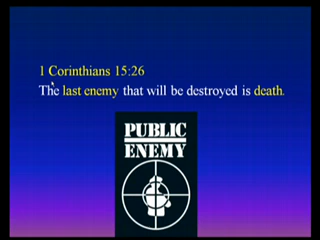 1 Corinthians 15:26
The last enemy that will be destroyed is death.
PUBLIC
ENEMY